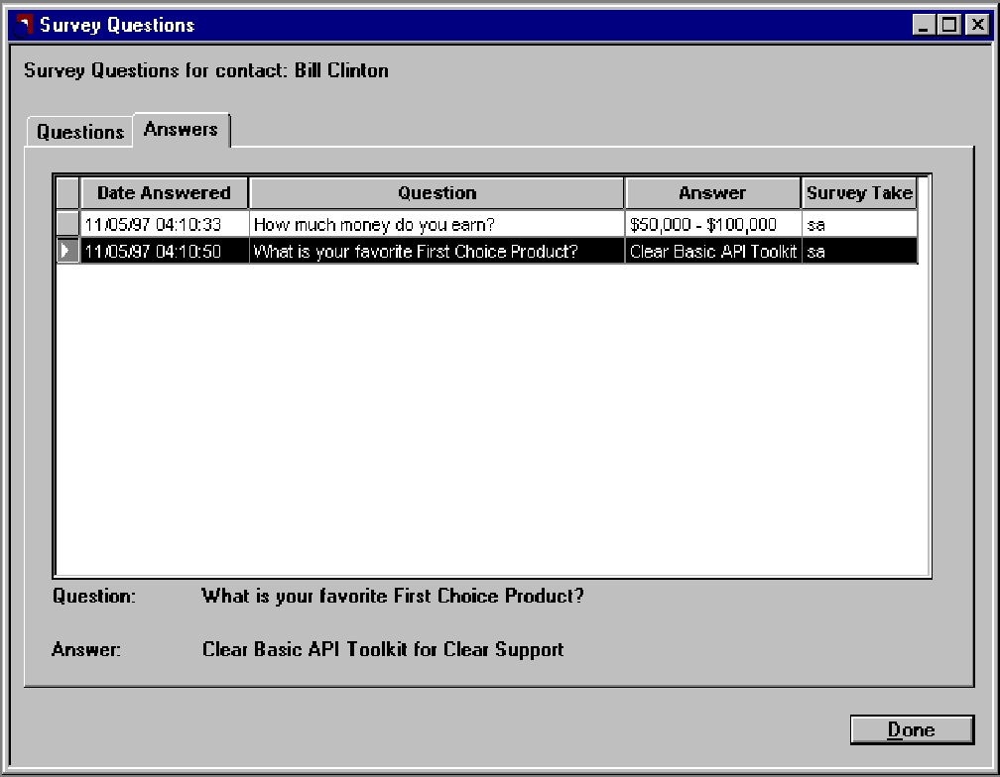 Survey Questions
Survey Questions for contact: Bill Clinton
Questions Answers
Date Answered Question Answer Survey Take
11/05/97 04:10:33 How much money do you earn? $50,000 - $100,000 sa
11/05/97 04:10:50 What is your favorite First Choice Product? Clear Basic API Toolkit sa
Question: What is your favorite First Choice Product?
Answer: Clear Basic API Toolkit for Clear Support
Done